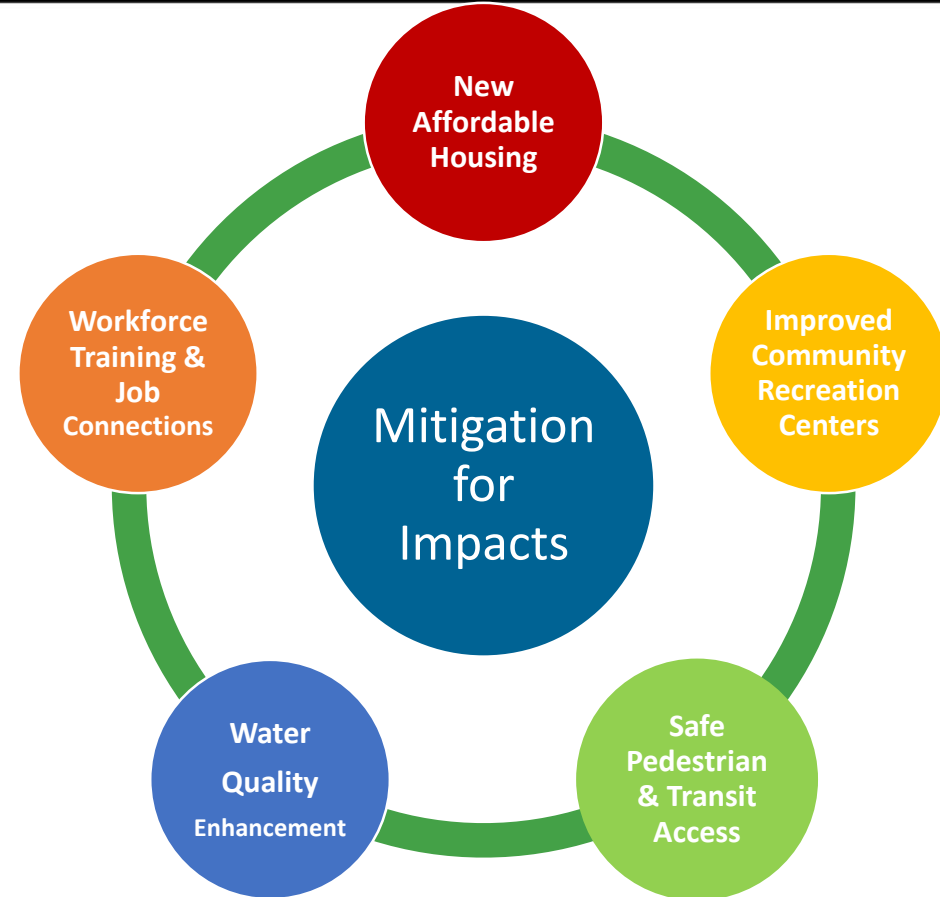 New
Affordable
Housing
Improved
Community
Recreation
Centers
Safe
Pedestrian
& Transit
Access
Water
Quality
Enhancement
Workforce
Training &
Job
Connections
Mitigation
for
Impacts